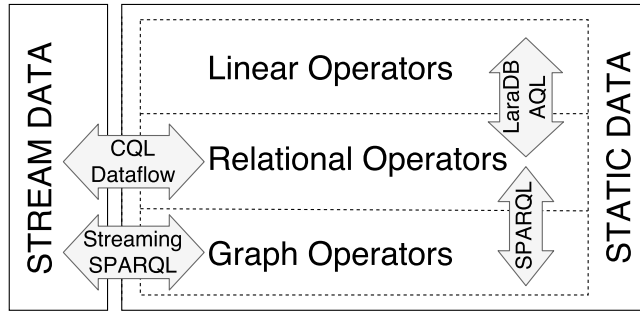 STREAM DATA
Linear Operators
LaraDB
AQL
CQL
Dataflow
Relational Operators
SPARQL
Streaming
SPARQL
Graph Operators
STATIC DATA